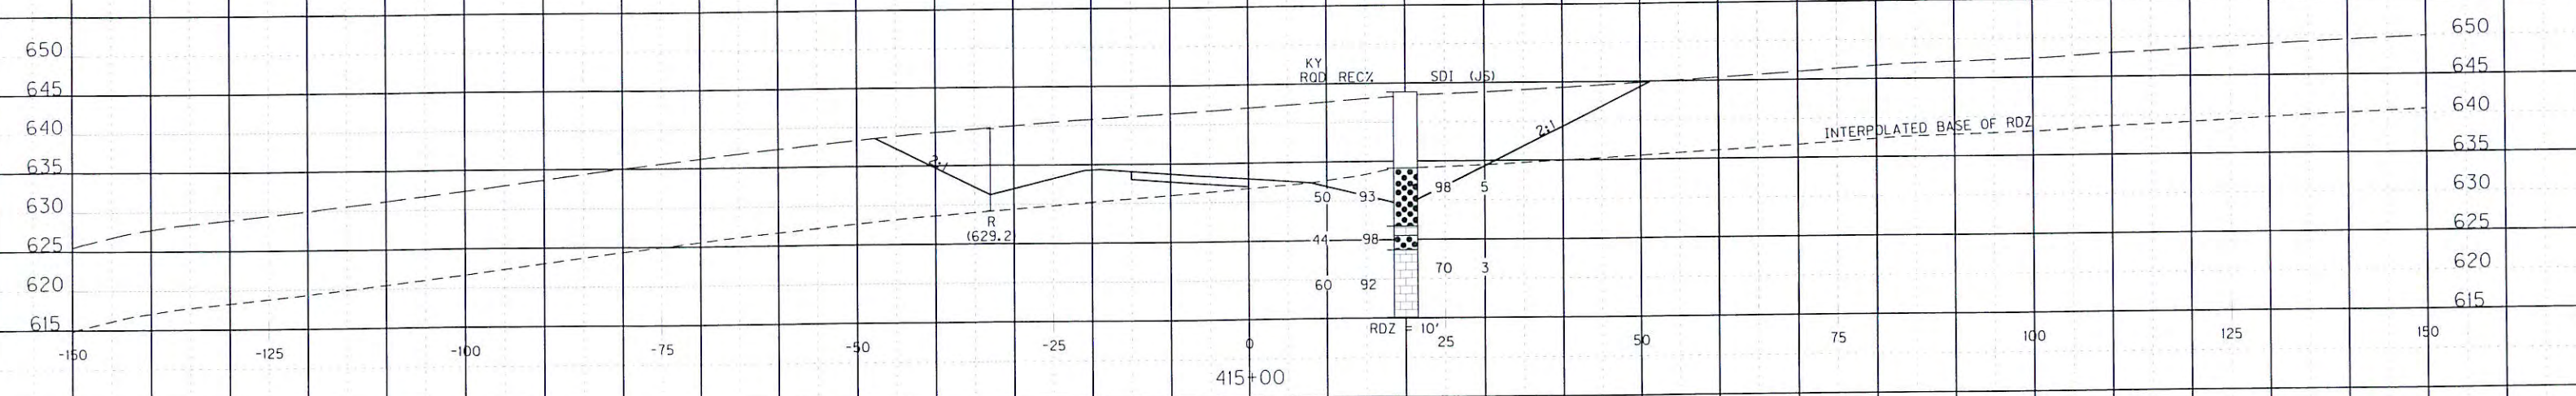 650 650
KY
RQD REC% SDI (JS)
645 645
640 640
2:1 INTERPOLATED BASE OF RDZ
635 2:1 635
630 50 93 98 5 630
R
(629.2
625 44 98 625
620 60 92 70 3 620
615 615
RDZ = 10'
-150 -125 -100 -75 -50 -25 0 25 50 75 100 125 150
415+00